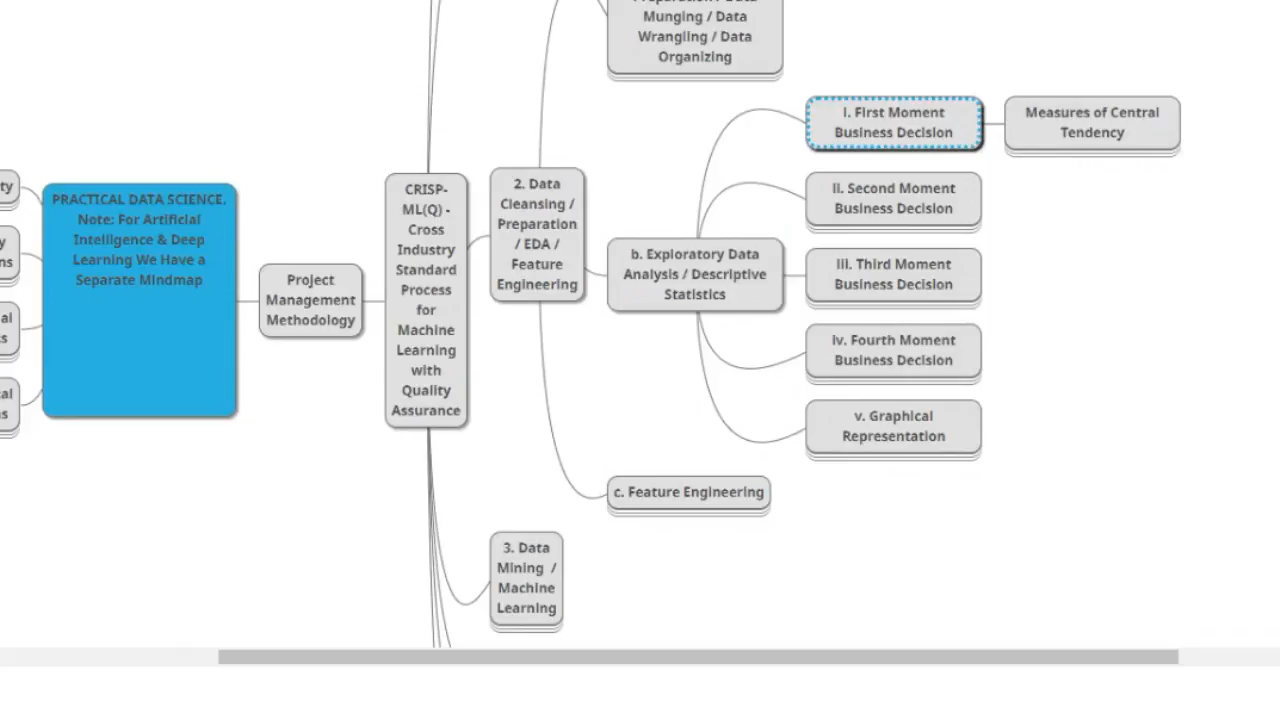 Munging / Data
Wrangling / Data
Organizing
i. First Moment
Business Decision
Measures of Central
Tendency
ii. Second Moment
Business Decision
iii. Third Moment
Business Decision
iv. Fourth Moment
Business Decision
v. Graphical
Representation
b. Exploratory Data
Analysis / Descriptive
Statistics
c. Feature Engineering
2. Data
Cleansing /
Preparation
/ EDA /
Feature
Engineering
3. Data
Mining /
Machine
Learning
CRISP-
ML(Q) -
Cross
Industry
Standard
Process
for
Machine
Learning
with
Quality
Assurance
Project
Management
Methodology
PRACTICAL DATA SCIENCE.
Note: For Artificial
Intelligence & Deep
Learning We Have a
Separate Mindmap